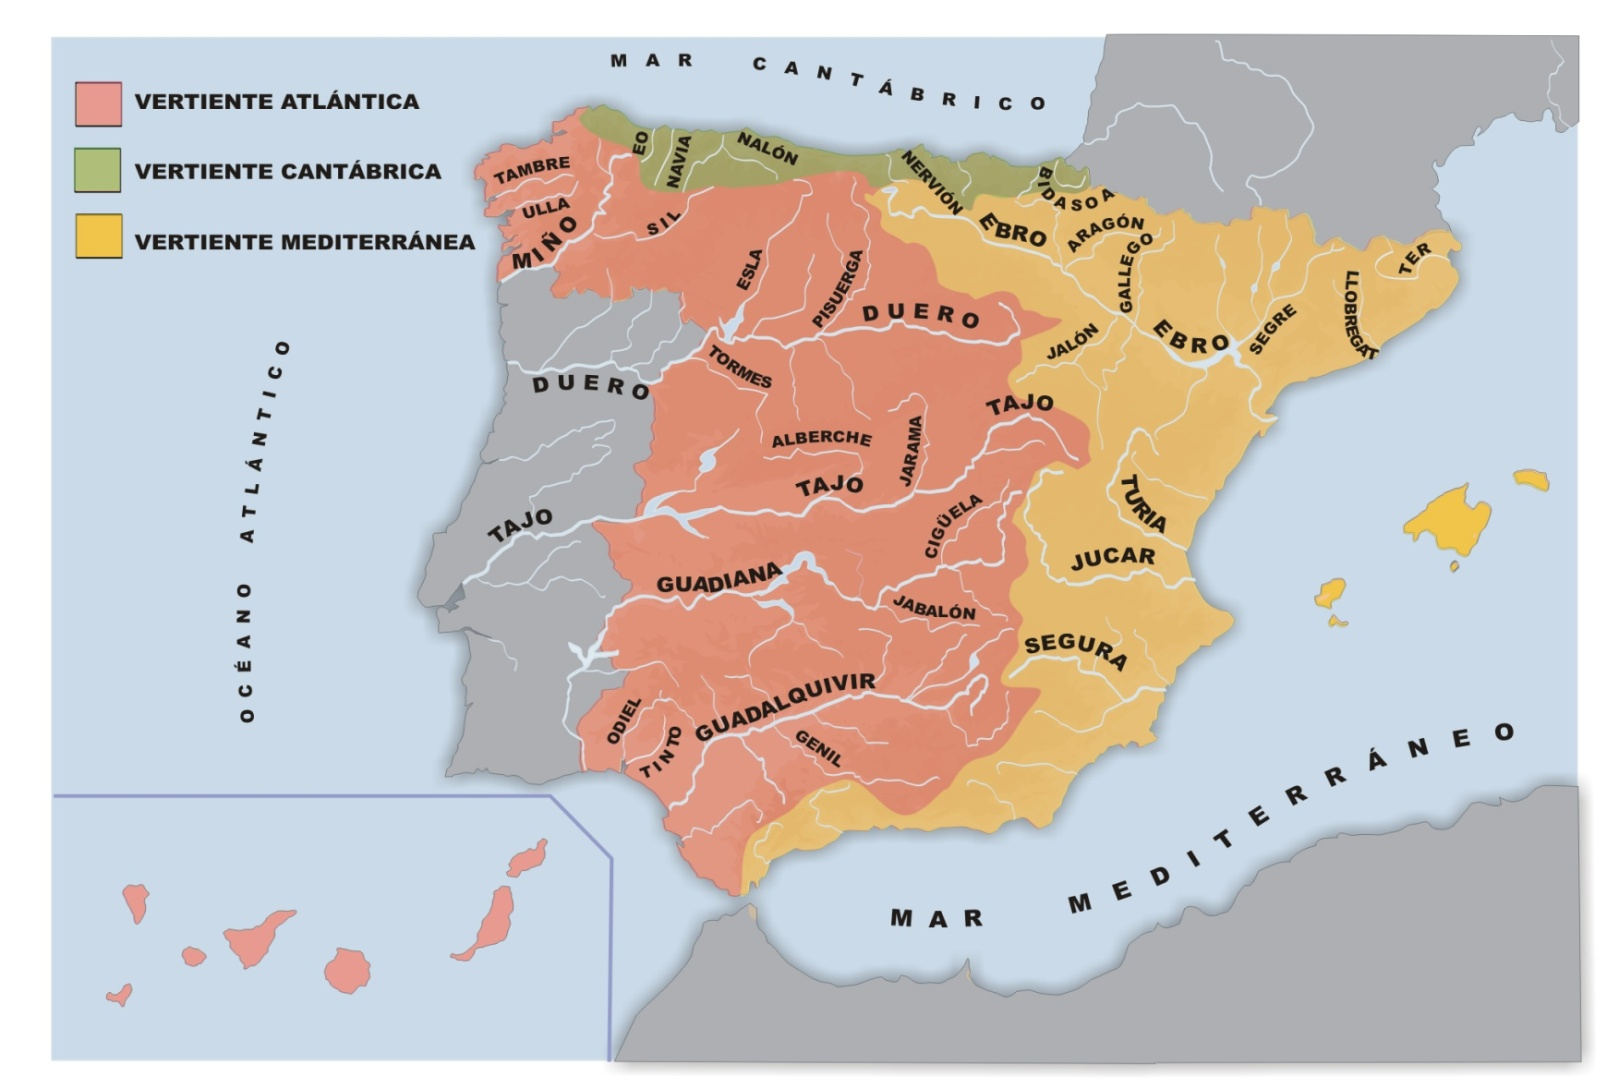 MAR CANTÁBRICO
VERTIENTE ATLÁNTICA
VERTIENTE CANTÁBRICA
VERTIENTE MEDITERRÁNEA
EO
NAVIA
NALÓN
NERVIÓN
BIDASOA
TAMBRE
ULLA
MIÑO
SIL
ESLA
PISUERGA
DUERO
EBRO
ARAGÓN
GALLEGO
JALÓN
EBRO
SEGRE
LLOBREGAT
TER
DUERO
TORMES
TAJO
ALBERCHE
JARAMA
TAJO
TAJO
CIGÜELA
TURIA
JUCAR
GUADIANA
JABALÓN
SEGURA
ODIEL
TINTO
GUADALQUIVIR
GENIL
OCÉANO ATLÁNTICO
MAR MEDITERRÁNEO